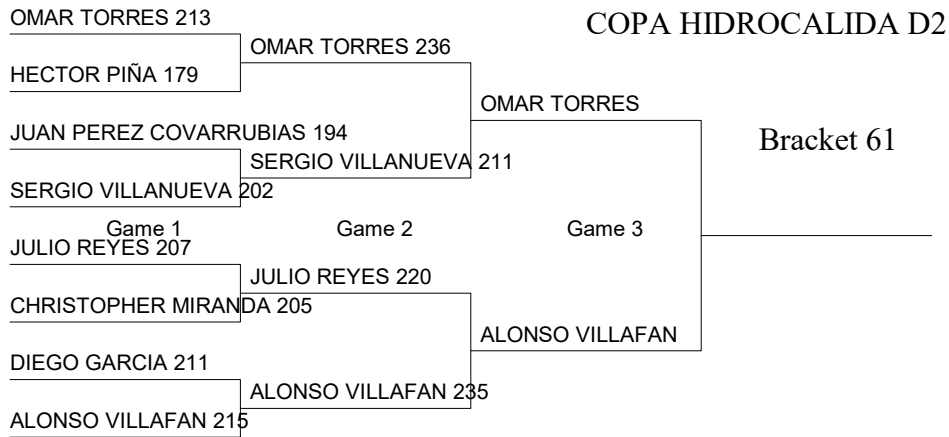 OMAR TORRES 213
COPA HIDROCALIDA D2
OMAR TORRES 236
HECTOR PIÑA 179
OMAR TORRES
JUAN PEREZ COVARRUBIAS 194
Bracket 61
SERGIO VILLANUEVA 211
SERGIO VILLANUEVA 202
Game 1
Game 2
Game 3
JULIO REYES 207
JULIO REYES 220
CHRISTOPHER MIRANDA 205
ALONSO VILLAFAN
DIEGO GARCIA 211
ALONSO VILLAFAN 235
ALONSO VILLAFAN 215